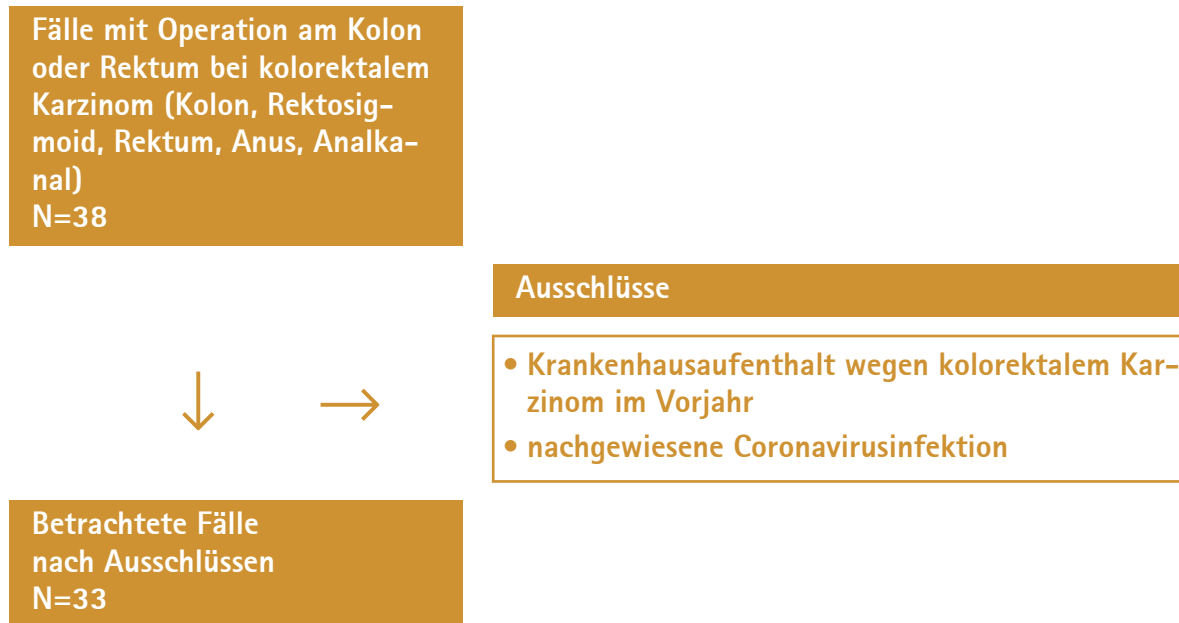 Fälle mit Operation am Kolon
oder Rektum bei kolorektalem
Karzinom (Kolon, Rektosig-
moid, Rektum, Anus, Analka-
nal)
N=38
Ausschlüsse
• Krankenhausaufenthalt wegen kolorektalem Kar-
zinom im Vorjahr
• nachgewiesene Coronavirusinfektion
Betrachtete Fälle
nach Ausschlüssen
N=33